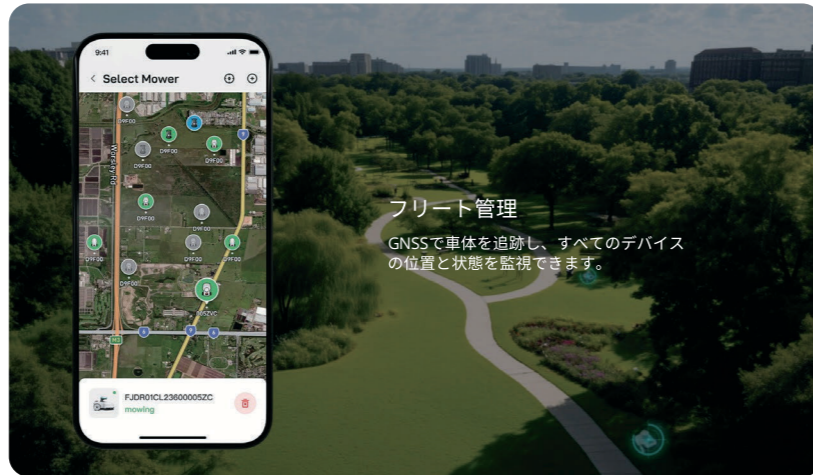 9:41
Select Mower
D9F00
D9F00
D9F00
D9F00
Worsley Rd
D9F00
D9F00
D9F00
D9F00
D9F00
D9F00
FJDR01CL23600005ZC
mowing
フリート管理
GNSSで車体を追跡し、すべてのデバイス
の位置と状態を監視できます。